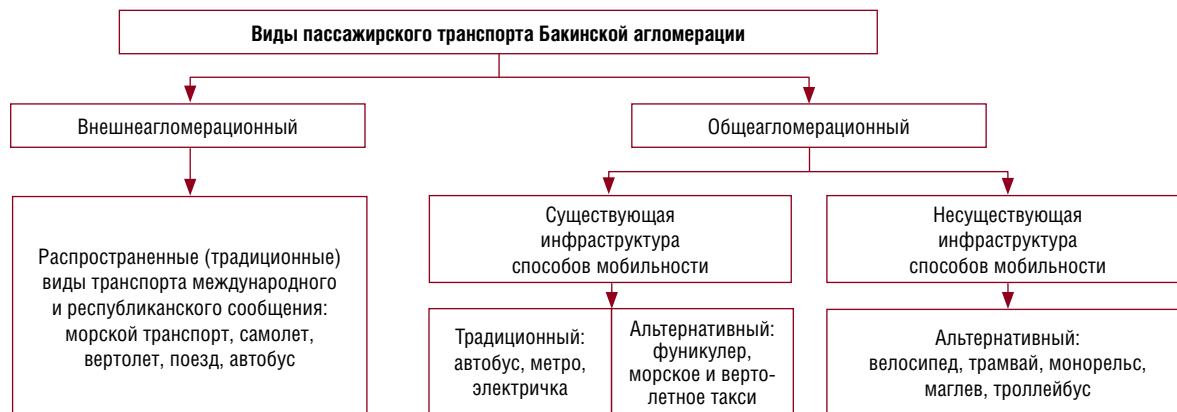 Виды пассажирского транспорта Бакинской агломерации
Внешнеагломерационный
Общеагломерационный
Распространенные (традиционные)
виды транспорта международного
и республиканского сообщения:
морской транспорт, самолет,
вертолет, поезд, автобус
Существующая
инфраструктура
способов мобильности
Несуществующая
инфраструктура
способов мобильности
Традиционный:
автобус, метро,
электричка
Альтернативный:
фуникулер,
морское и верто-
летное такси
Альтернативный:
велосипед, трамвай, монорельс,
маглев, троллейбус